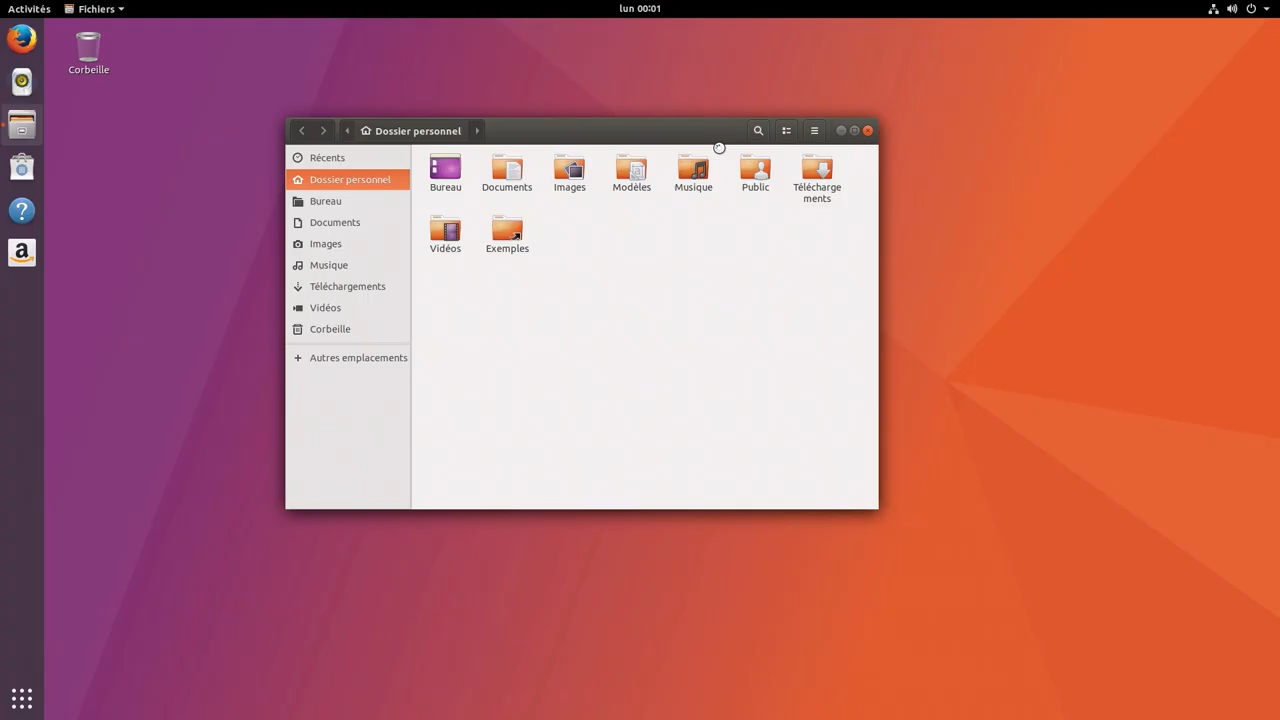 Activités
Fichiers
lun 00:01
Corbeille
Dossier personnel
Récents
Dossier personnel
Bureau
Documents
Images
Musique
Téléchargements
Vidéos
Corbeille
Autres emplacements
Bureau
Documents
Images
Modèles
Musique
Public
Télécharge
ments
Vidéos
Exemples